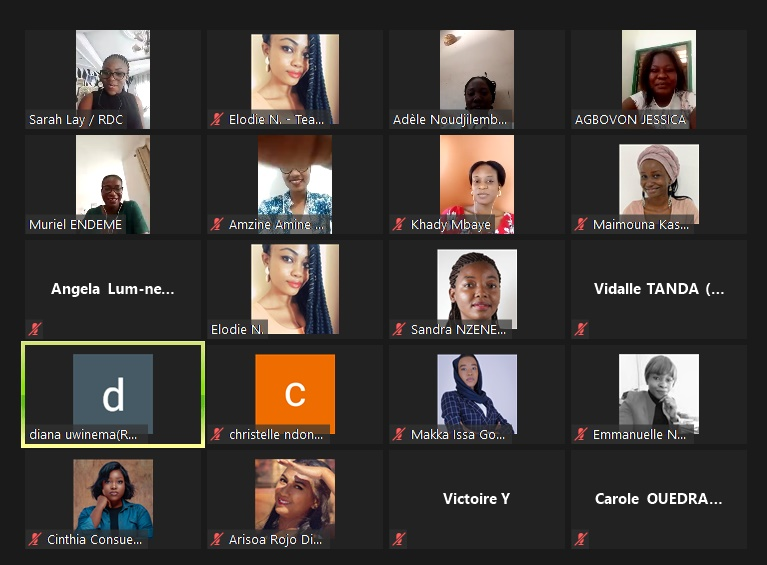 Sarah Lay / RDC
Elodie N. - Tea...
Adèle Noudjilemb...
AGBOVON JESSICA
Muriel ENDEME
Amzine Amine ...
Khady Mbaye
Maimouna Kas...
Angela Lum-ne...
Elodie N.
Sandra NZENE...
Vidalle TANDA (...
d
diana uwinema(R...
c
christelle ndon...
Makka Issa Go...
Emmanuelle N...
Cinthia Consue...
Arisoa Rojo Di...
Victoire Y
Carole OUEDRA...